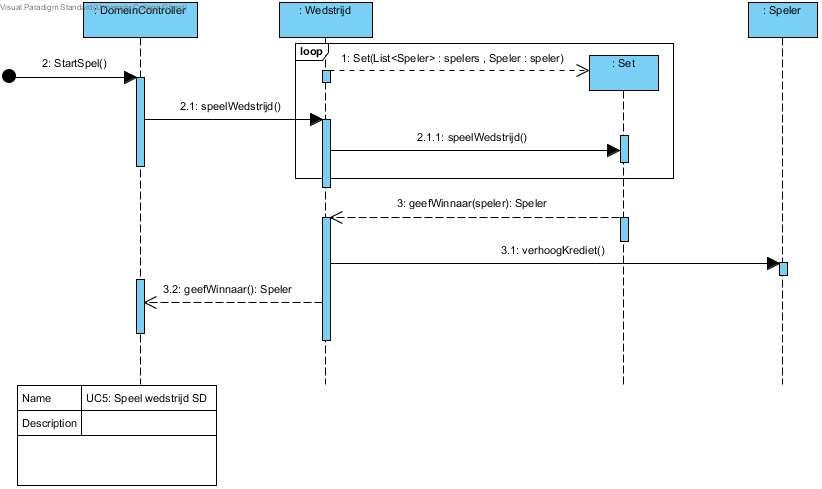 Visual Paradigm Standard
: DomeinController
: Wedstrijd
: Speler
loop
1: Set(List<Speler> : spelers , Speler : speler)
: Set
2: StartSpel()
2.1: speelWedstrijd()
2.1.1: speelWedstrijd()
3: geefWinnaar(speler): Speler
3.1: verhoogKrediet()
3.2: geefWinnaar(): Speler
Name
UC5: Speel wedstrijd SD
Description